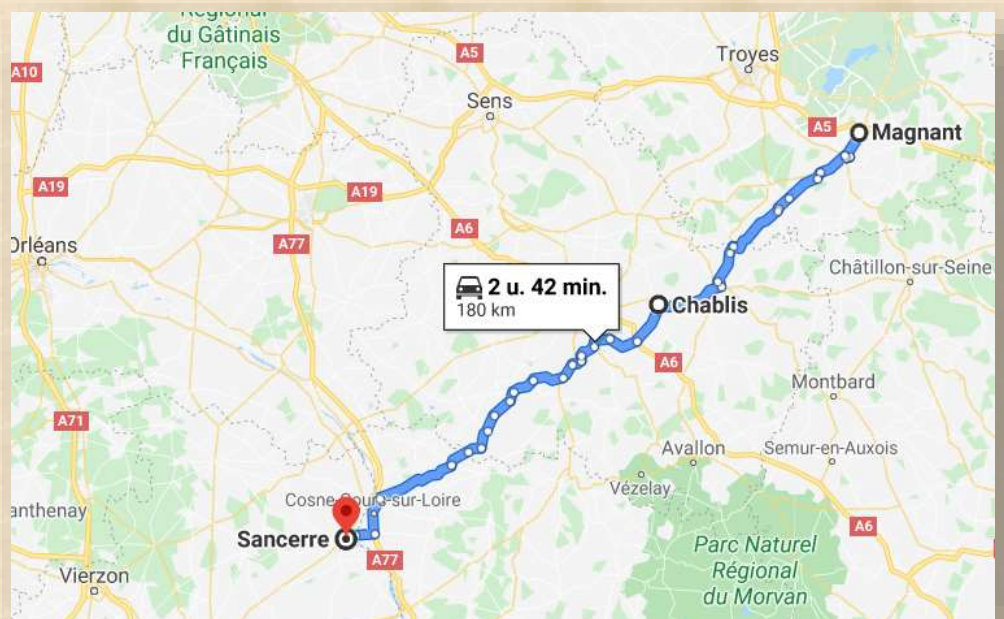 Régional
du Gâtinais
Français
A10
A5
Troyes
Sens
A5
Magnant
A19
A19
A77
A6
Orléans
Châtillon-sur-Seine
2 u. 42 min.
180 km
Chablis
A6
Montbard
A71
Avallon
Semur-en-Auxois
Vézelay
Cosne-Cours-sur-Loire
anthenay
Sancerre
A77
A6
Parc Naturel
Régional
du Morvan
Vierzon